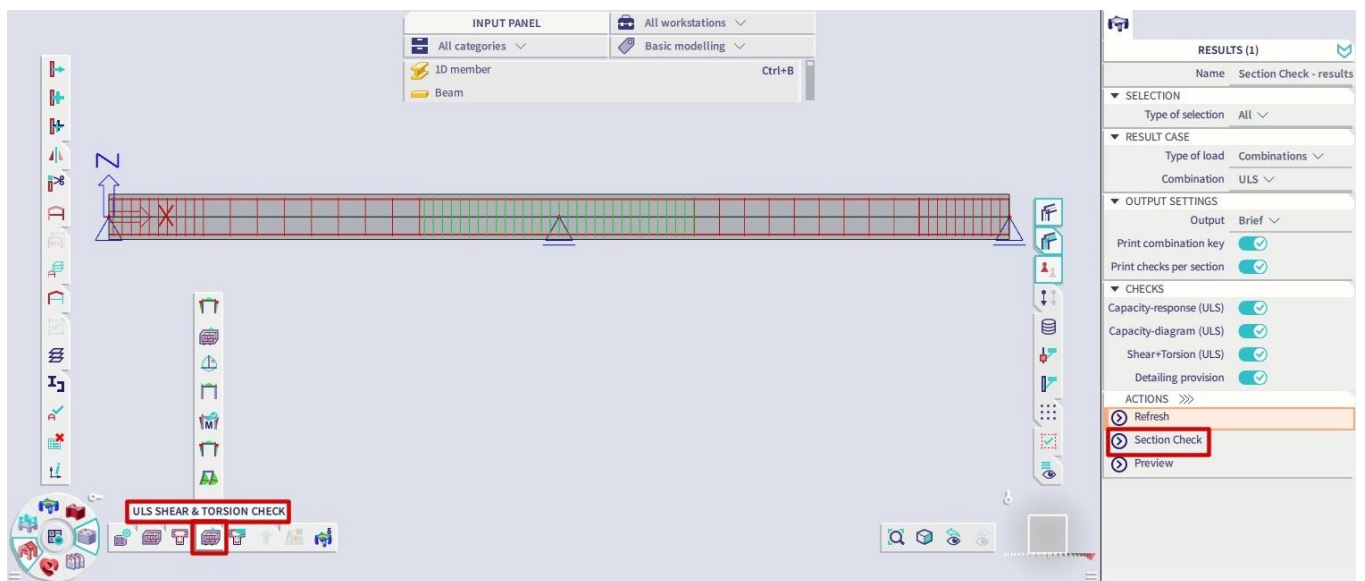 INPUT PANEL
All workstations
All categories
Basic modelling
1D member Ctrl+B
Beam
Z
X
ULS SHEAR & TORSION CHECK
RESULTS (1)
Name Section Check - results
SELECTION
Type of selection All
RESULT CASE
Type of load Combinations
Combination ULS
OUTPUT SETTINGS
Output Brief
Print combination key
Print checks per section
CHECKS
Capacity-response (ULS)
Capacity-diagram (ULS)
Shear+Torsion (ULS)
Detailing provision
ACTIONS >>>
Refresh
Section Check
Preview